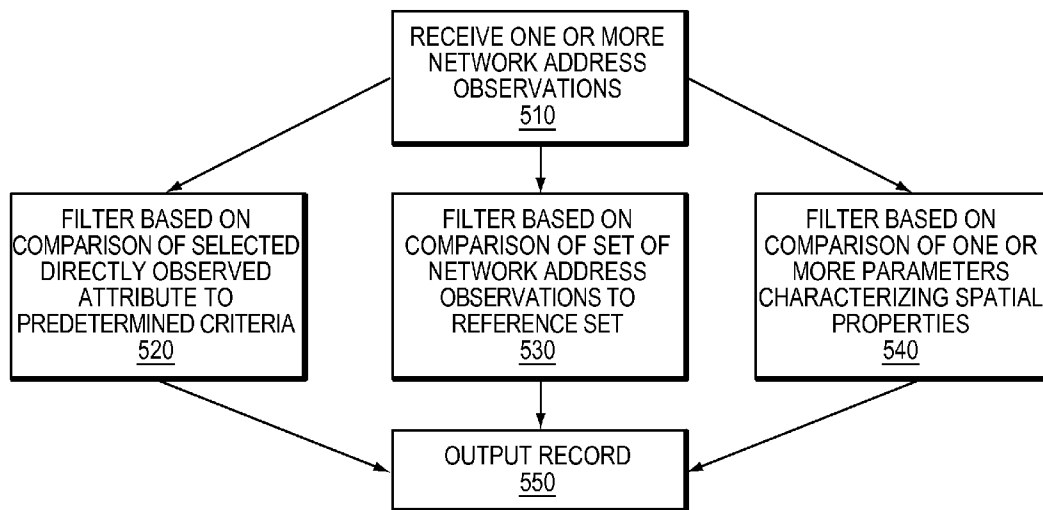 RECEIVE ONE OR MORE
NETWORK ADDRESS
OBSERVATIONS
510
FILTER BASED ON
COMPARISON OF SELECTED
DIRECTLY OBSERVED
ATTRIBUTE TO
PREDETERMINED CRITERIA
520
FILTER BASED ON
COMPARISON OF SET OF
NETWORK ADDRESS
OBSERVATIONS TO
REFERENCE SET
530
FILTER BASED ON
COMPARISON OF ONE OR
MORE PARAMETERS
CHARACTERIZING SPATIAL
PROPERTIES
540
OUTPUT RECORD
550